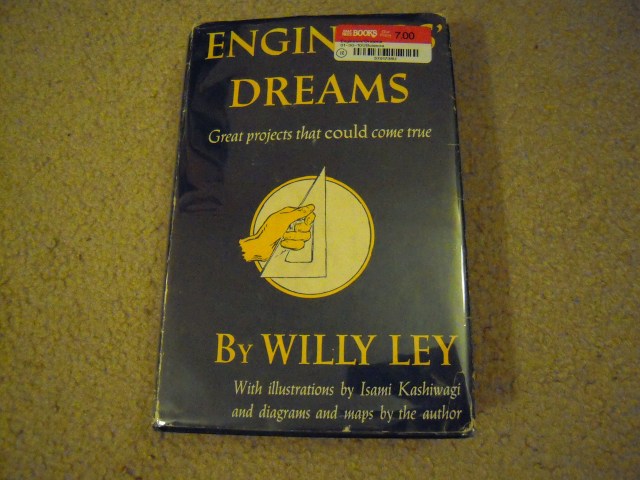 BOOKS 7.00
ENGIN S'
DREAMS
Great projects that could come true
BY WILLY LEY
With illustrations by Isami Kashiwagi
and diagrams and maps by the author